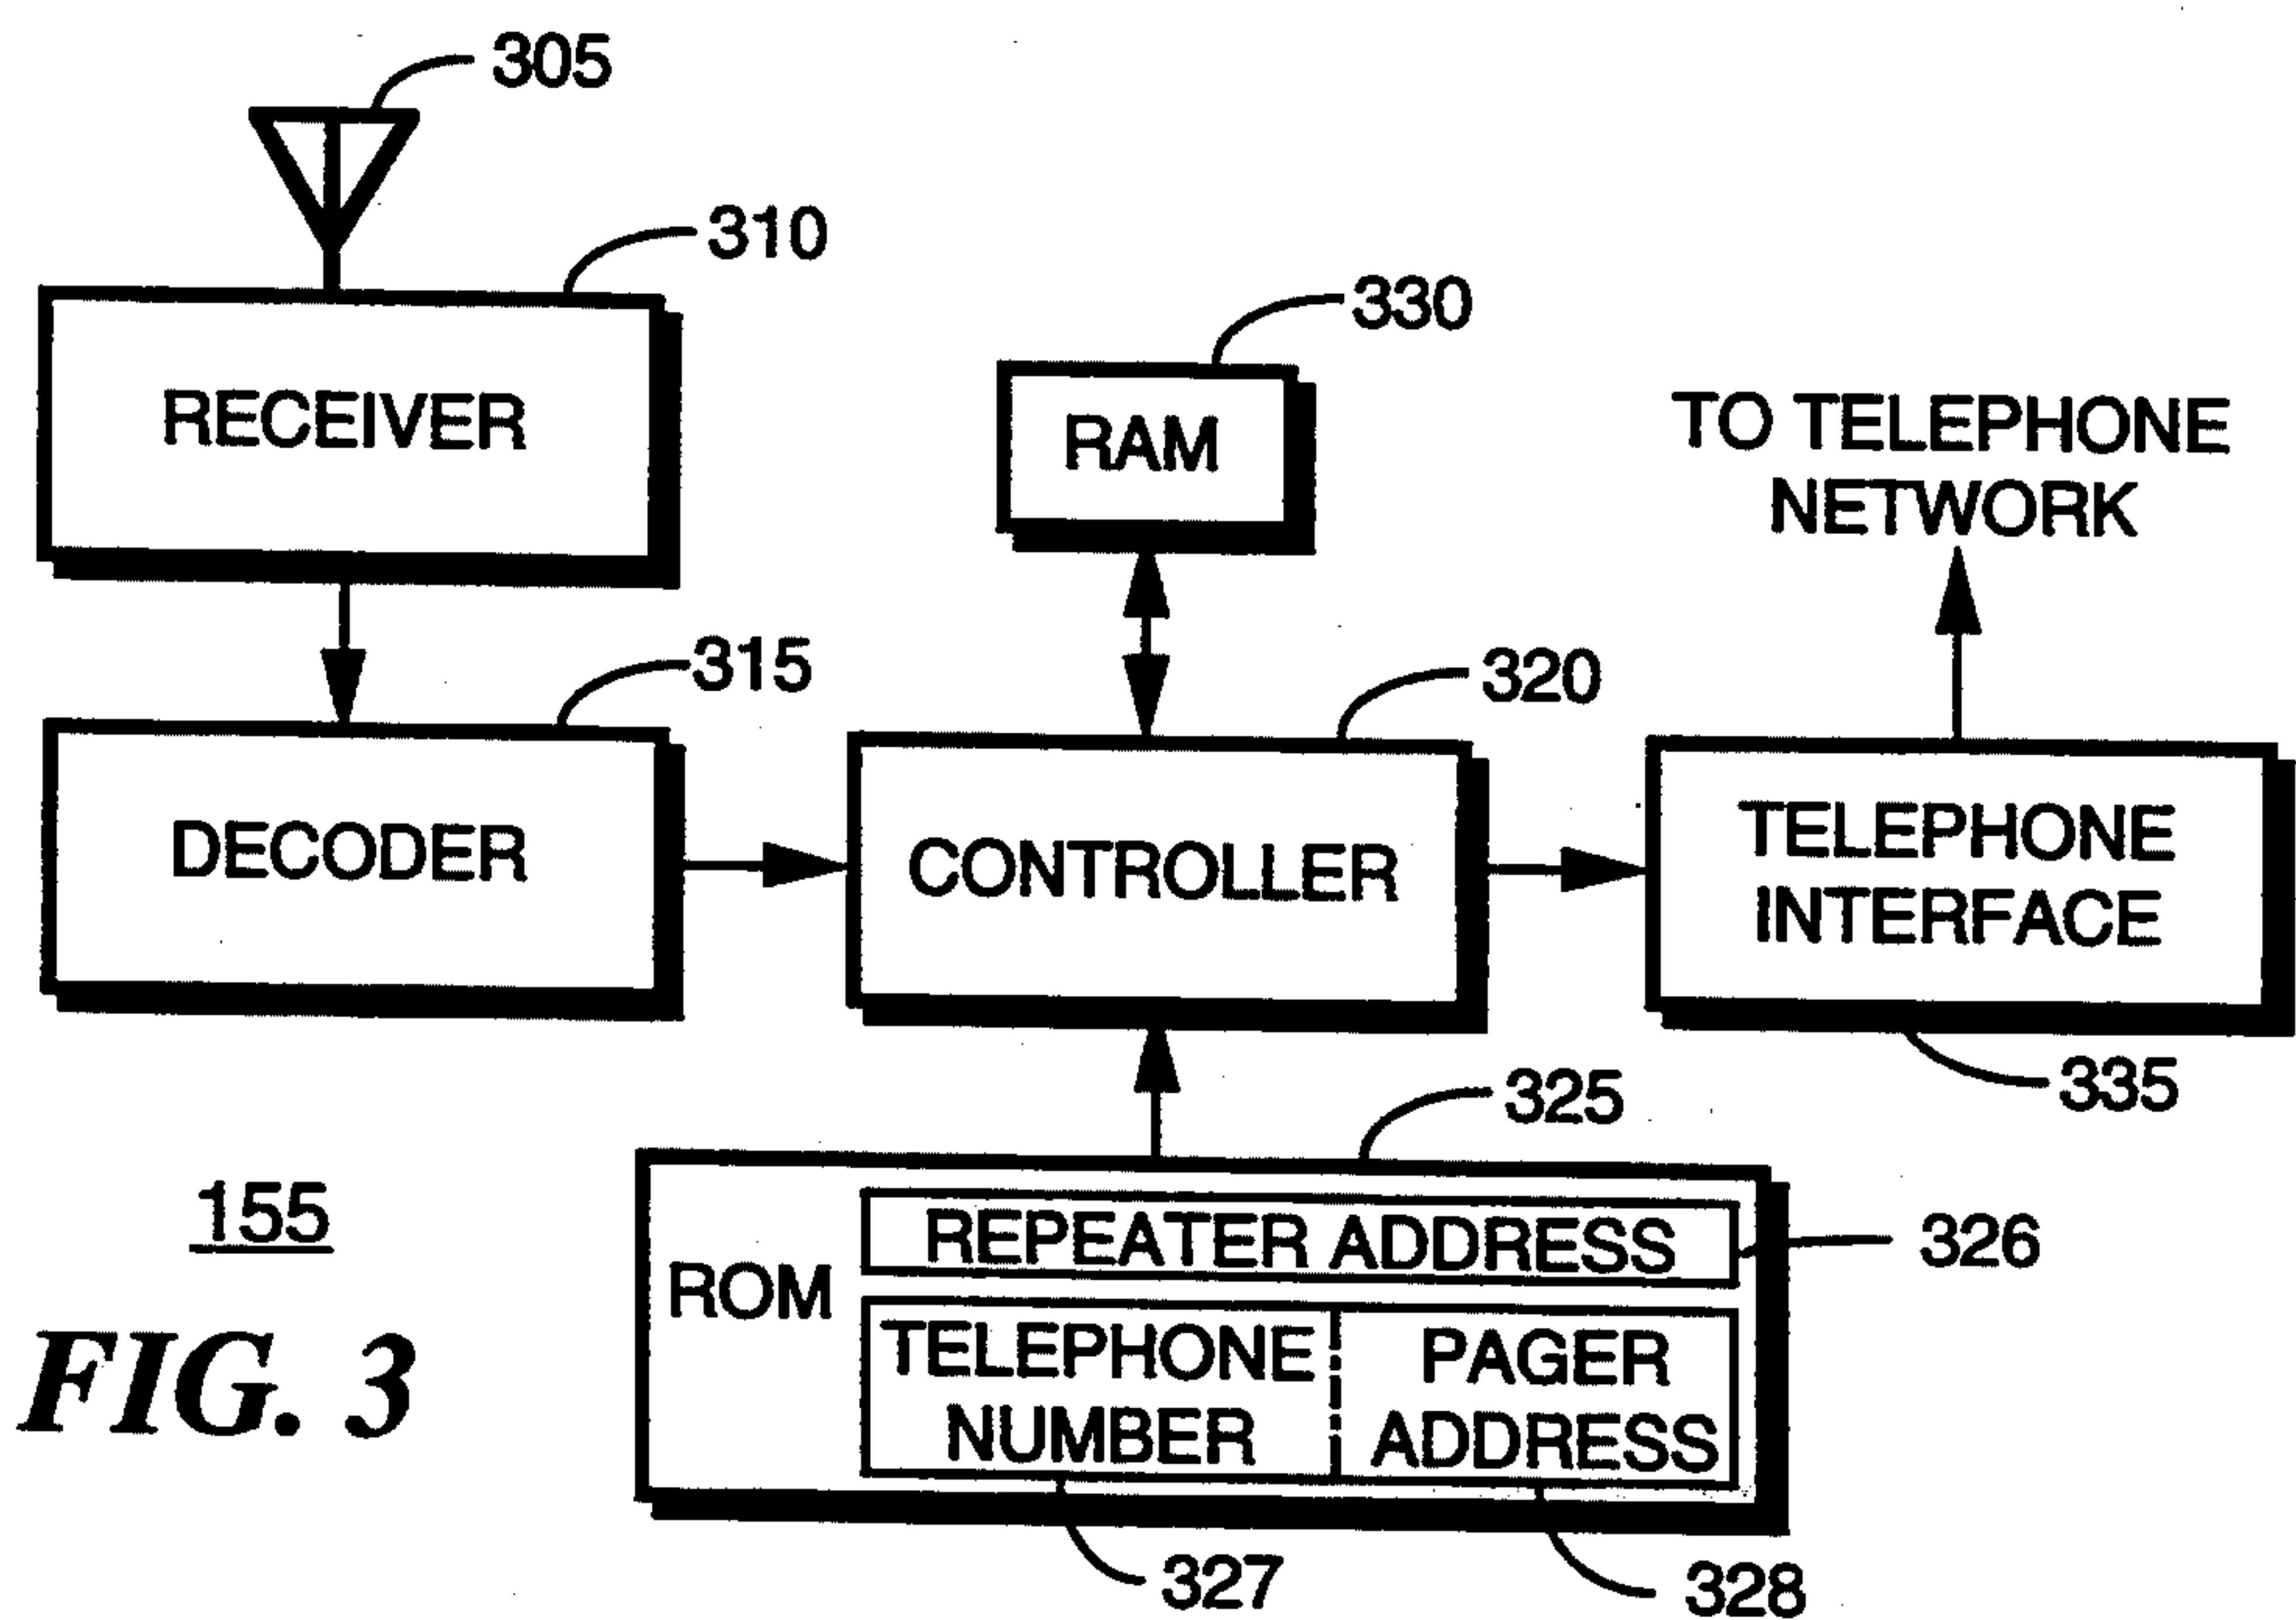 305
310
RECEIVER
330
RAM
TO TELEPHONE
NETWORK
315
DECODER
320
CONTROLLER
TELEPHONE
INTERFACE
335
325
155
ROM
REPEATER ADDRESS
326
TELEPHONE
NUMBER
PAGER
ADDRESS
327
328
FIG. 3